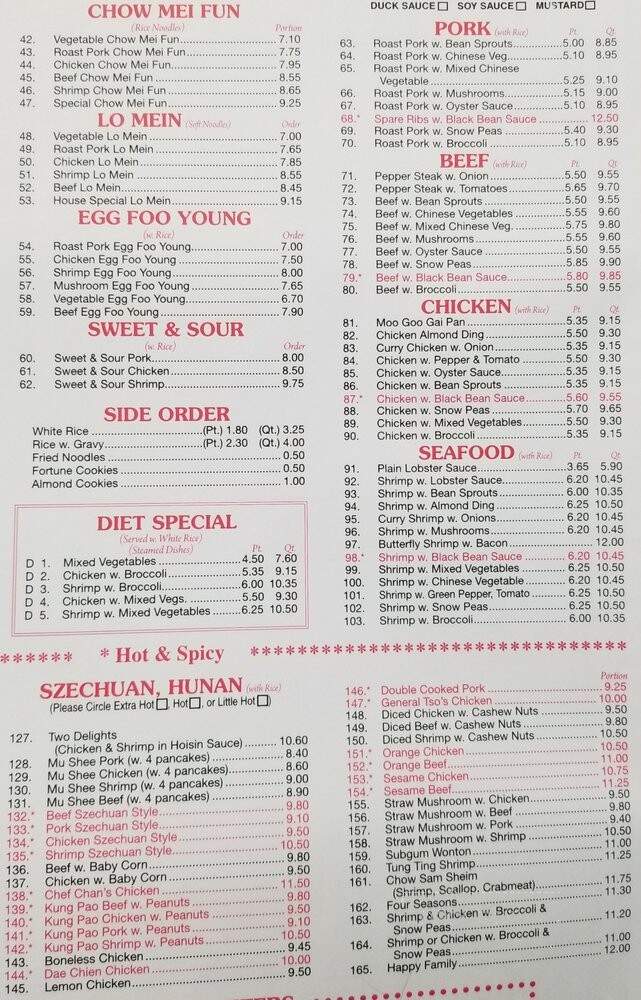 CHOW MEI FUN
(Rice Noodles) Portion
42. Vegetable Chow Mei Fun 7.10
43. Roast Pork Chow Mei Fun 7.75
44. Chicken Chow Mei Fun 7.95
45. Beef Chow Mei Fun 8.55
46. Shrimp Chow Mei Fun 8.65
47. Special Chow Mei Fun 9.25
LO MEIN (Soft Noodles) Order
48. Vegetable Lo Mein 7.00
49. Roast Pork Lo Mein 7.65
50. Chicken Lo Mein 7.85
51. Shrimp Lo Mein 8.55
52. Beef Lo Mein 8.45
53. House Special Lo Mein 9.15
EGG FOO YOUNG
(w. Rice) Order
54. Roast Pork Egg Foo Young 7.00
55. Chicken Egg Foo Young 7.50
56. Shrimp Egg Foo Young 8.00
57. Mushroom Egg Foo Young 7.65
58. Vegetable Egg Foo Young 6.70
59. Beef Egg Foo Young 7.90
SWEET & SOUR
(w. Rice) Order
60. Sweet & Sour Pork 8.00
61. Sweet & Sour Chicken 8.50
62. Sweet & Sour Shrimp 9.75
SIDE ORDER
White Rice (Pt.) 1.80 (Qt.) 3.25
Rice w. Gravy (Pt.) 2.30 (Qt.) 4.00
Fried Noodles 0.50
Fortune Cookies 0.50
Almond Cookies 1.00
DIET SPECIAL
(Served w. White Rice)
(Steamed Dishes) Pt. Qt.
D 1. Mixed Vegetables 4.50 7.60
D 2. Chicken w. Broccoli 5.35 9.15
D 3. Shrimp w. Broccoli 6.00 10.35
D 4. Chicken w. Mixed Vegs. 5.50 9.30
D 5. Shrimp w. Mixed Vegetables 6.25 10.50
DUCK SAUCE SOY SAUCE MUSTARD
PORK (with Rice) Pt. Qt.
63. Roast Pork w. Bean Sprouts 5.00 8.85
64. Roast Pork w. Chinese Veg. 5.10 8.95
65. Roast Pork w. Mixed Chinese
Vegetable 5.25 9.10
66. Roast Pork w. Mushrooms 5.15 9.00
67. Roast Pork w. Oyster Sauce 5.10 8.95
68.* Spare Ribs w. Black Bean Sauce 12.50
69. Roast Pork w. Snow Peas 5.40 9.30
70. Roast Pork w. Broccoli 5.10 8.95
BEEF (with Rice) Pt. Qt.
71. Pepper Steak w. Onion 5.50 9.55
72. Pepper Steak w. Tomatoes 5.65 9.70
73. Beef w. Bean Sprouts 5.50 9.55
74. Beef w. Chinese Vegetables 5.55 9.60
75. Beef w. Mixed Chinese Veg. 5.75 9.80
76. Beef w. Mushrooms 5.55 9.60
77. Beef w. Oyster Sauce 5.50 9.55
78. Beef w. Snow Peas 5.85 9.90
79.* Beef w. Black Bean Sauce 5.80 9.85
80. Beef w. Broccoli 5.50 9.55
CHICKEN (with Rice) Pt. Qt.
81. Moo Goo Gai Pan 5.35 9.15
82. Chicken Almond Ding 5.50 9.30
83. Curry Chicken w. Onion 5.35 9.15
84. Chicken w. Pepper & Tomato 5.50 9.30
85. Chicken w. Oyster Sauce 5.35 9.15
86. Chicken w. Bean Sprouts 5.35 9.15
87.* Chicken w. Black Bean Sauce 5.60 9.55
88. Chicken w. Snow Peas 5.70 9.65
89. Chicken w. Mixed Vegetables 5.50 9.30
90. Chicken w. Broccoli 5.35 9.15
SEAFOOD (with Rice) Pt. Qt.
91. Plain Lobster Sauce 3.65 5.90
92. Shrimp w. Lobster Sauce 6.20 10.45
93. Shrimp w. Bean Sprouts 6.00 10.35
94. Shrimp w. Almond Ding 6.25 10.50
95. Curry Shrimp w. Onions 6.20 10.45
96. Shrimp w. Mushrooms 6.20 10.45
97. Butterfly Shrimp w. Bacon 12.00
98.* Shrimp w. Black Bean Sauce 6.20 10.45
99. Shrimp w. Mixed Vegetables 6.25 10.50
100. Shrimp w. Chinese Vegetable 6.20 10.45
101. Shrimp w. Green Pepper, Tomato 6.25 10.50
102. Shrimp w. Snow Peas 6.25 10.50
103. Shrimp w. Broccoli 6.00 10.35
****** * Hot & Spicy ******************************
SZECHUAN, HUNAN (with Rice)
(Please Circle Extra Hot, Hot, or Little Hot)
127. Two Delights
(Chicken & Shrimp in Hoisin Sauce) 10.60
128. Mu Shee Pork (w. 4 pancakes) 8.40
129. Mu Shee Chicken (w. 4 pancakes) 8.60
130. Mu Shee Shrimp (w. 4 pancakes) 9.00
131. Mu Shee Beef (w. 4 pancakes) 8.90
132.* Beef Szechuan Style 9.80
133.* Pork Szechuan Style 9.10
134.* Chicken Szechuan Style 9.50
135.* Shrimp Szechuan Style 10.50
136. Beef w. Baby Corn 9.80
137. Chicken w. Baby Corn 9.50
138.* Chef Chan's Chicken 11.50
139.* Kung Pao Beef w. Peanuts 9.80
140.* Kung Pao Chicken w. Peanuts 9.50
141.* Kung Pao Pork w. Peanuts 9.10
142.* Kung Pao Shrimp w. Peanuts 10.50
143. Boneless Chicken 9.45
144.* Dae Chien Chicken 10.00
145. Lemon Chicken 9.50
Portion
146.* Double Cooked Pork 9.25
147.* General Tso's Chicken 10.00
148. Diced Chicken w. Cashew Nuts 9.50
149. Diced Beef w. Cashew Nuts 9.80
150. Diced Shrimp w. Cashew Nuts 10.50
151.* Orange Chicken 10.50
152.* Orange Beef 11.00
153.* Sesame Chicken 10.75
154.* Sesame Beef 11.25
155. Straw Mushroom w. Chicken 9.50
156. Straw Mushroom w. Beef 9.80
157. Straw Mushroom w. Pork 9.40
158. Straw Mushroom w. Shrimp 10.50
159. Subgum Wonton 11.00
160. Tung Ting Shrimp 11.25
161. Chow Sam Sheim
(Shrimp, Scallop, Crabmeat) 11.75
162. Four Seasons 11.30
163. Shrimp & Chicken w. Broccoli &
Snow Peas 11.20
164. Shrimp or Chicken w. Broccoli &
Snow Peas 11.00
165. Happy Family 12.00